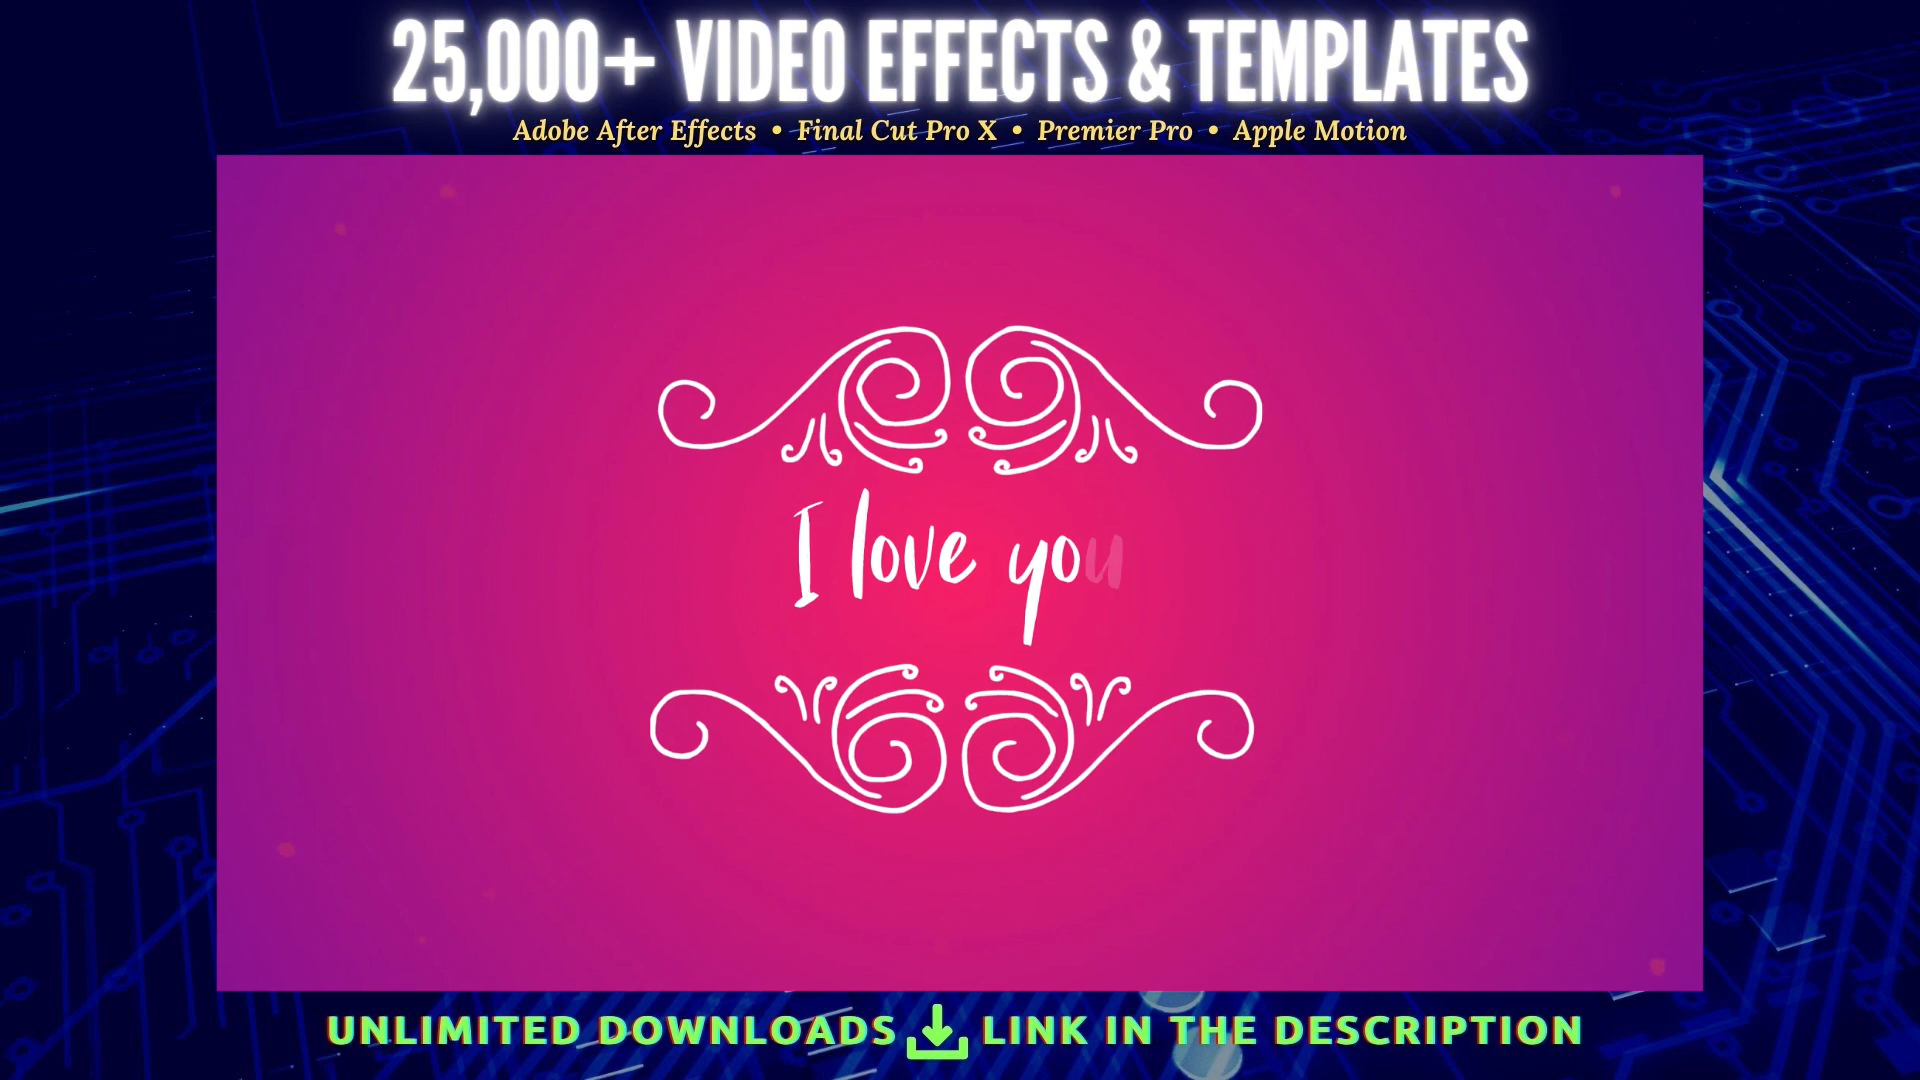 25,000+ VIDEO EFFECTS & TEMPLATES
Adobe After Effects • Final Cut Pro X • Premier Pro • Apple Motion
I love you
UNLIMITED DOWNLOADS LINK IN THE DESCRIPTION